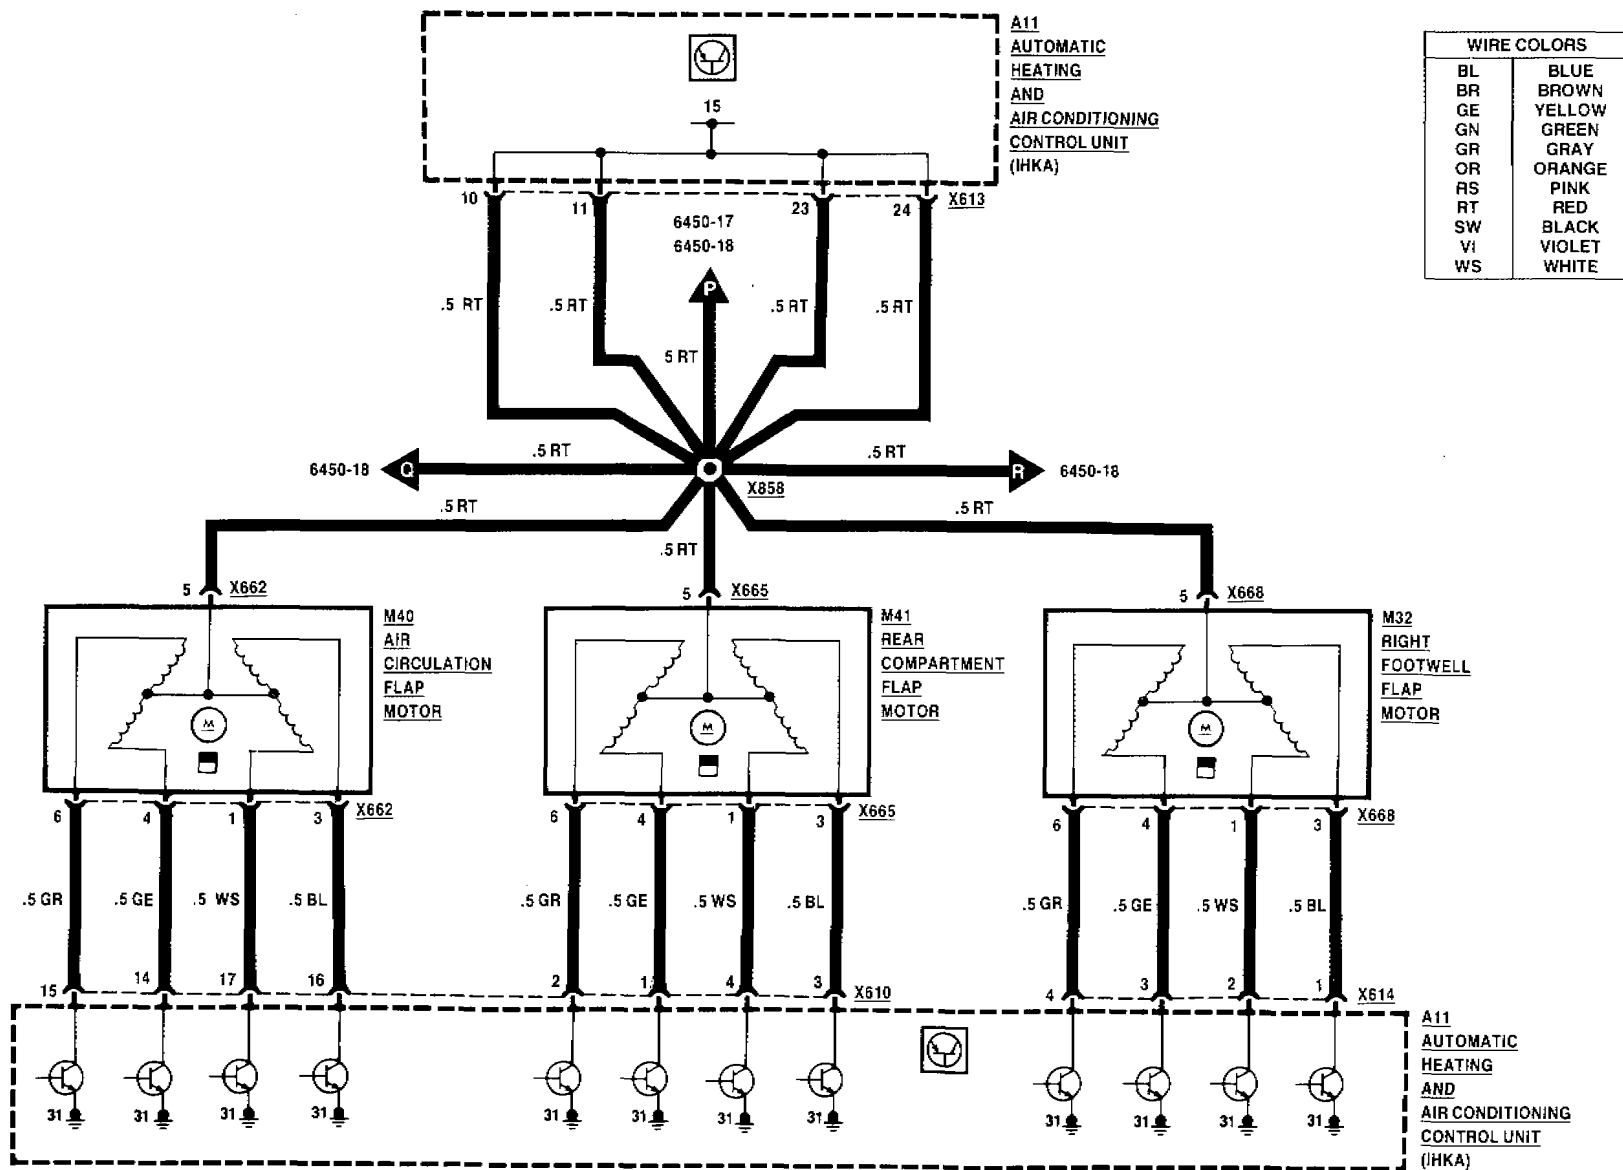 A11
AUTOMATIC
HEATING
AND
AIR CONDITIONING
CONTROL UNIT
(IHKA)
15
WIRE COLORS
BL BLUE
BR BROWN
GE YELLOW
GN GREEN
GR GRAY
OR ORANGE
RS PINK
RT RED
SW BLACK
VI VIOLET
WS WHITE
10 11 23 24 X613
6450-17
6450-18
P
.5 RT .5 RT .5 RT .5 RT
5 RT
.5 RT .5 RT
6450-18 Q R 6450-18
X858
.5 RT .5 RT
.5 RT
5 X662 5 X665 5 X668
M40
AIR
CIRCULATION
FLAP
MOTOR
M
M41
REAR
COMPARTMENT
FLAP
MOTOR
M
M32
RIGHT
FOOTWELL
FLAP
MOTOR
M
6 4 1 3 X662 6 4 1 3 X665 6 4 1 3 X668
.5 GR .5 GE .5 WS .5 BL .5 GR .5 GE .5 WS .5 BL .5 GR .5 GE .5 WS .5 BL
15 14 17 16 2 1 4 3 X610 4 3 2 1 X614
A11
AUTOMATIC
HEATING
AND
AIR CONDITIONING
CONTROL UNIT
(IHKA)
31 31 31 31 31 31 31 31 31 31 31 31